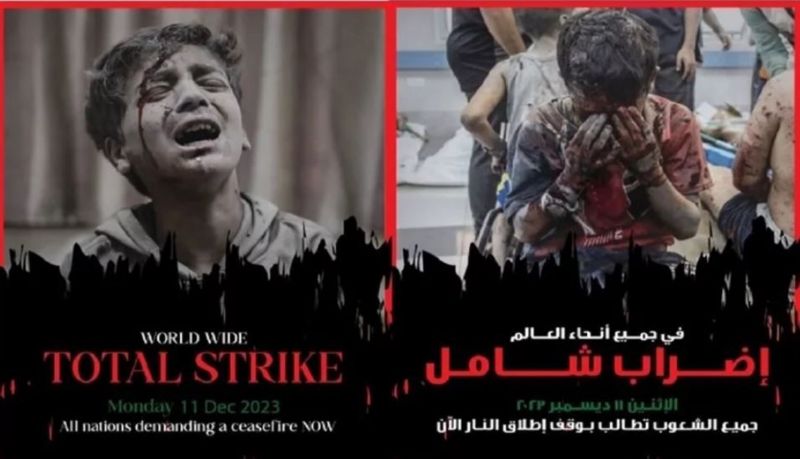 WORLD WIDE
TOTAL STRIKE
Monday 11 Dec 2023
All nations demanding a ceasefire NOW
في جميع أنحاء العالم
إضراب شامل
الإثنين ١١ ديسمبر ٢٠٢٣
جميع الشعوب تطالب بوقف إطلاق النار الآن